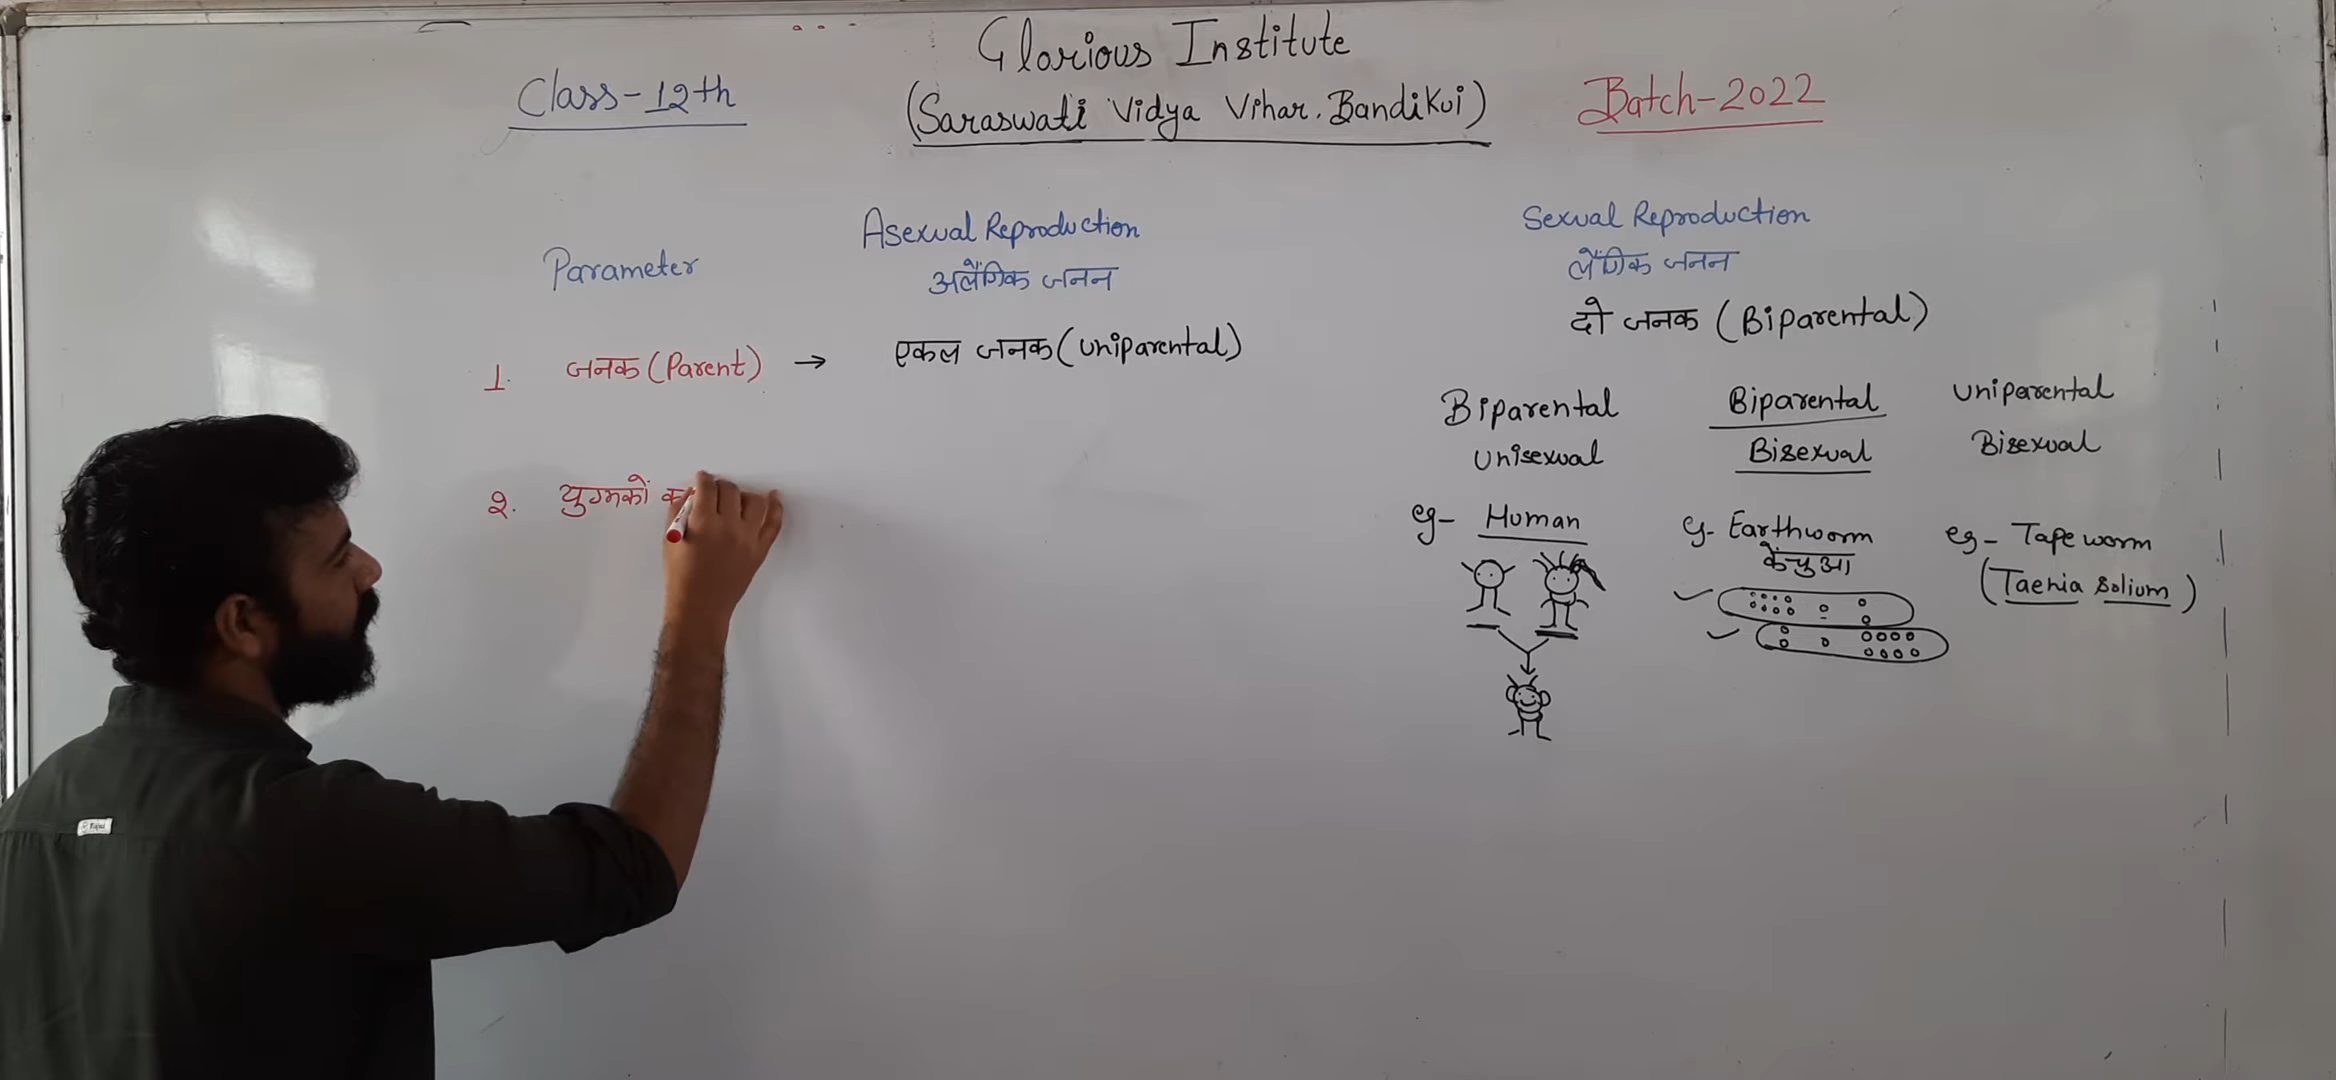 Glorious Institute
Class-12th
(Saraswati Vidya Vihar. Bandikui)
Batch-2022
Parameter
Asexual Reproduction
अलैंगिक जनन
Sexual Reproduction
लैंगिक जनन
1. जनक (Parent) →
एकल जनक (Uniparental)
दो जनक (Biparental)
Biparental
Unisexual
eg- Human
Biparental
Bisexual
eg- Earthworm
केंचुआ
Uniparental
Bisexual
eg- Tape worm
(Taenia Solium)
2. युग्मकों